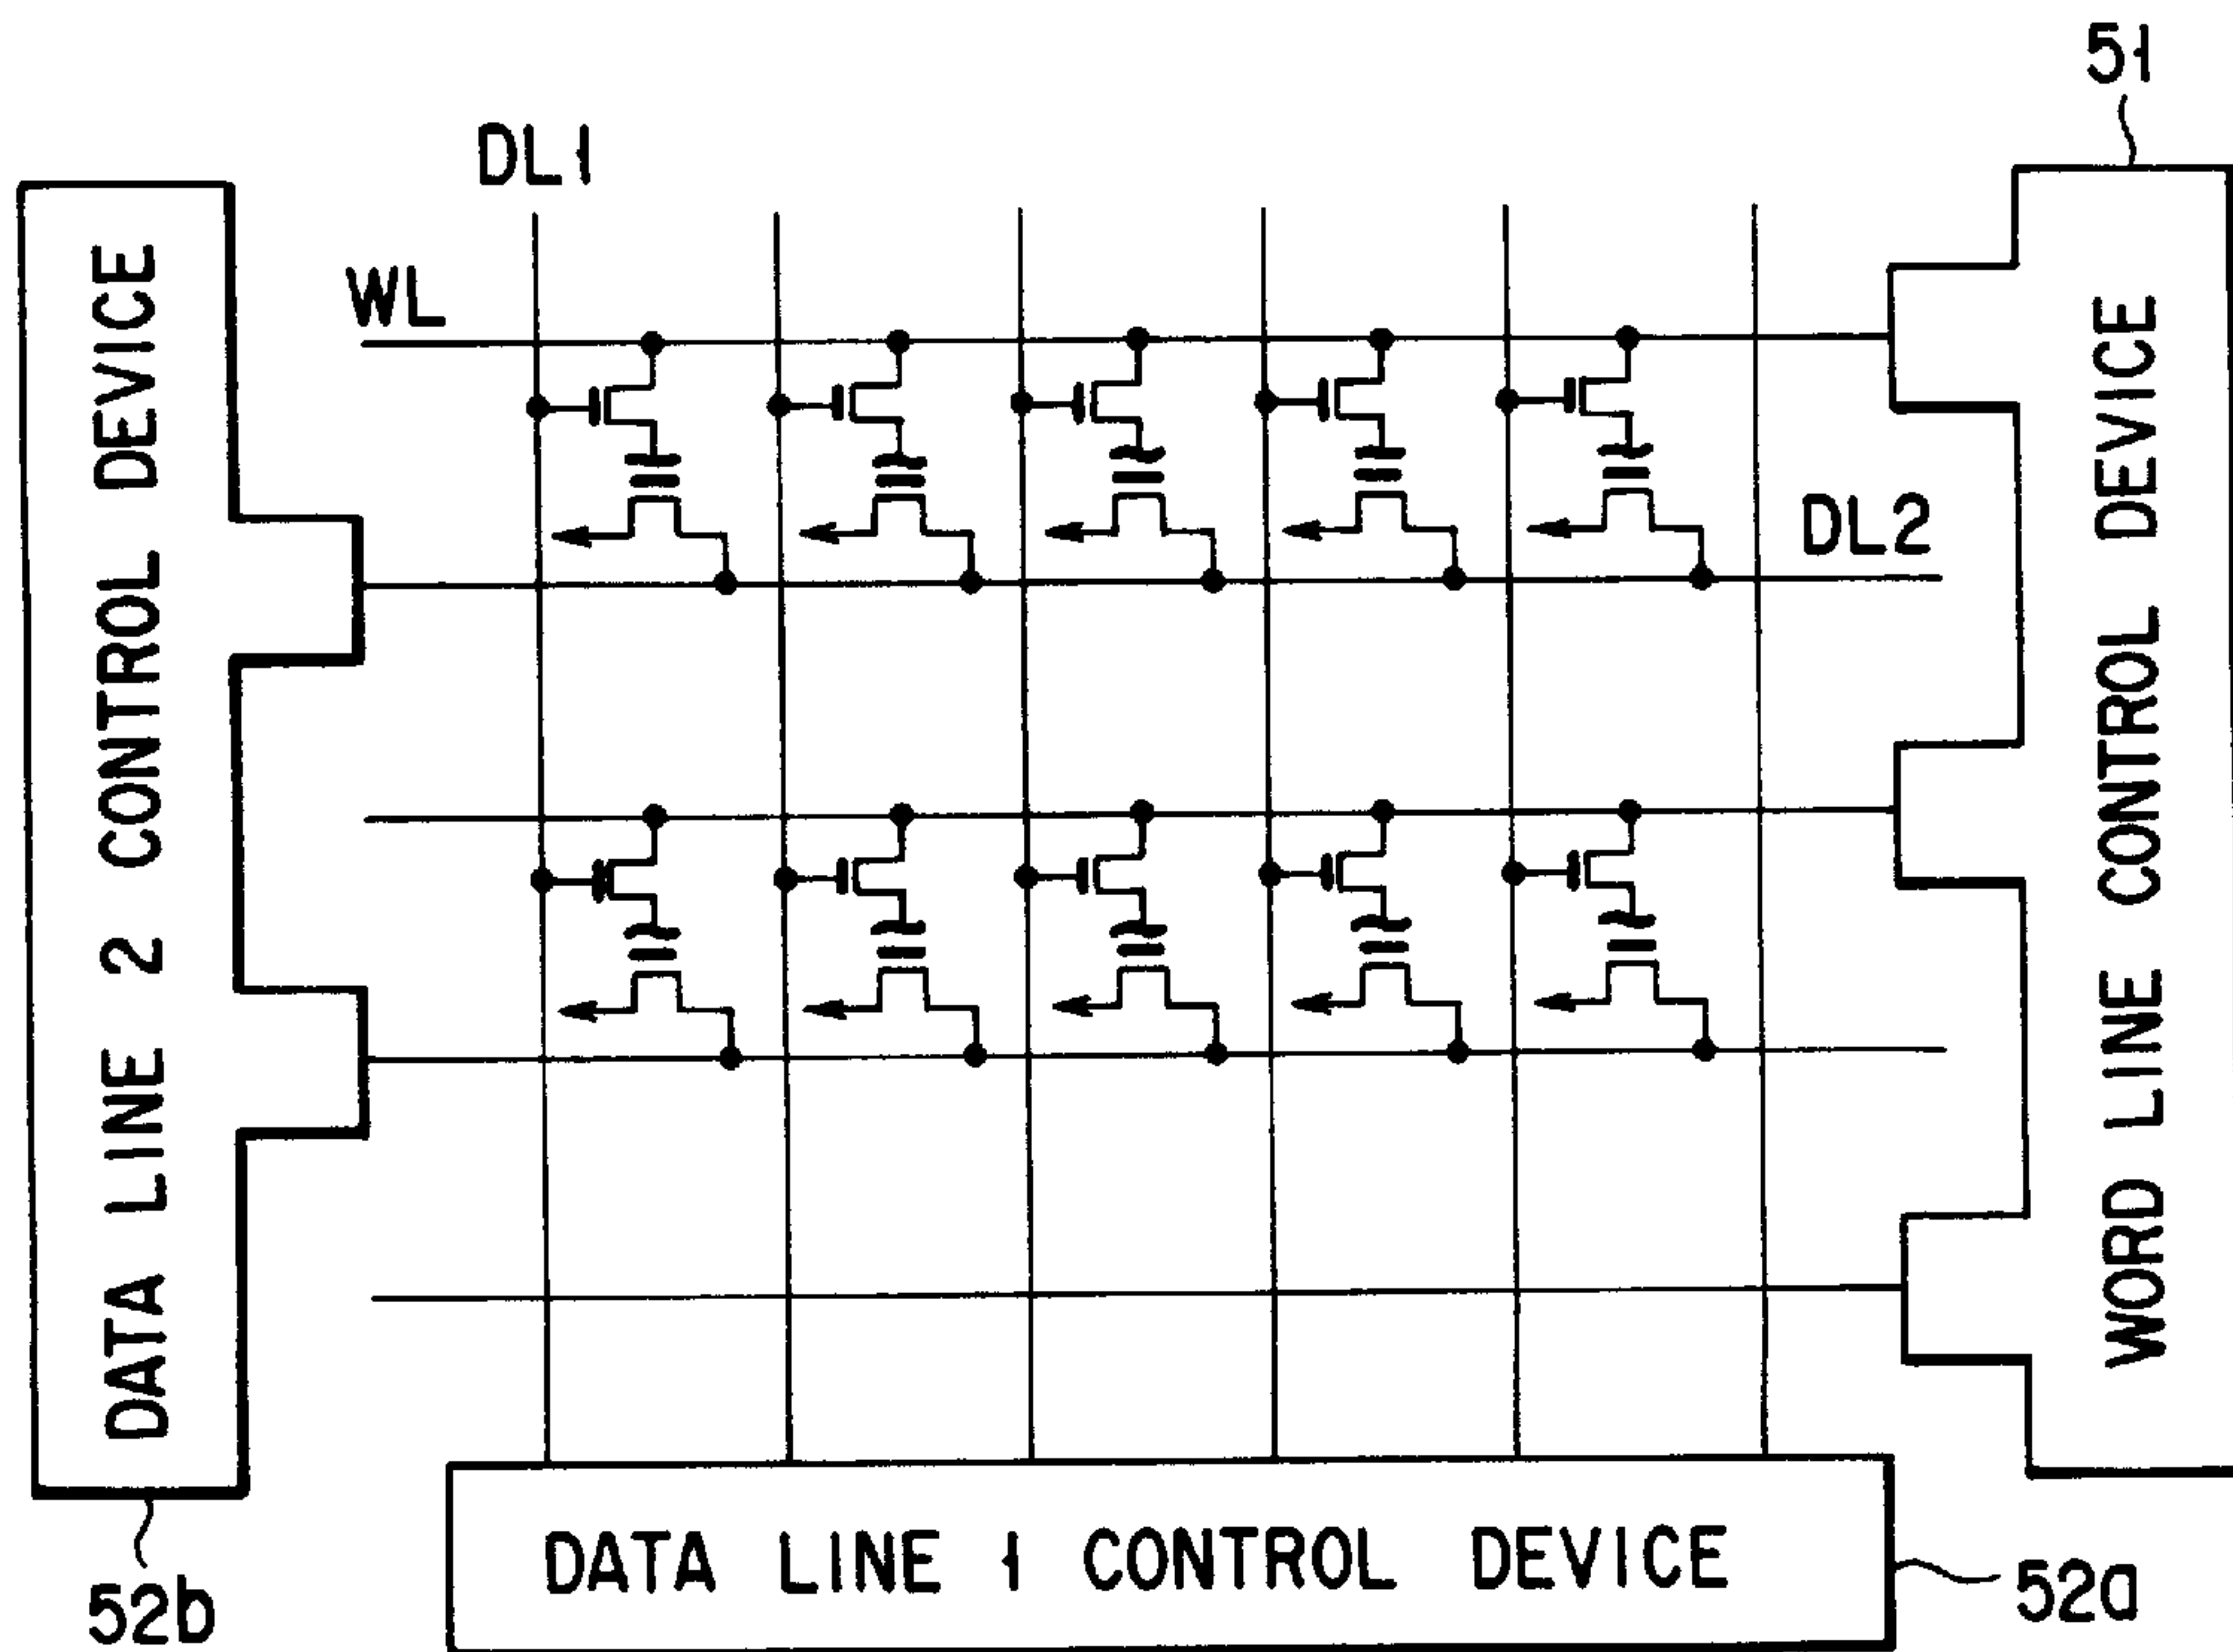 51
DL1
WL
DL2
DATA LINE 2 CONTROL DEVICE
WORD LINE CONTROL DEVICE
DATA LINE 1 CONTROL DEVICE
52b
52a